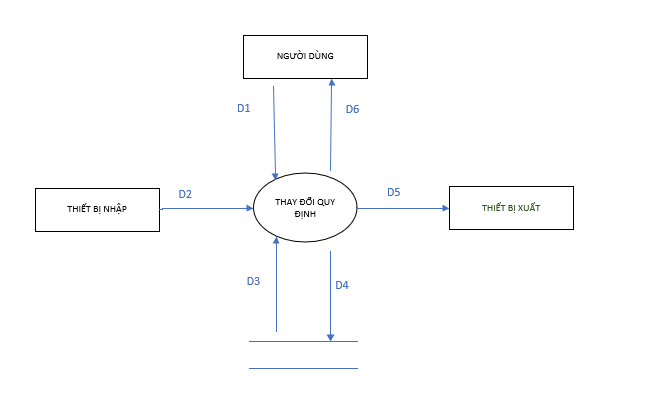 NGƯỜI DÙNG
D1
D6
D2
D5
THIẾT BỊ NHẬP
THAY ĐỔI QUY
ĐỊNH
THIẾT BỊ XUẤT
D3
D4